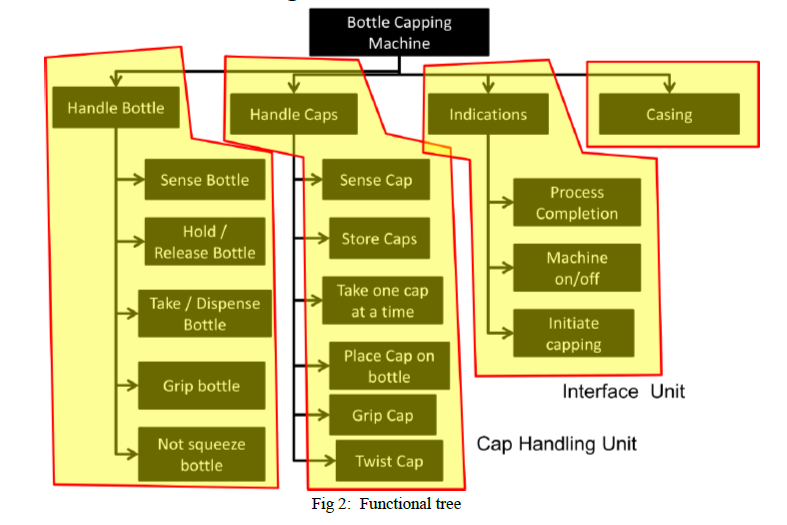 Bottle Capping
Machine
Handle Bottle
Handle Caps
Indications
Casing
Sense Bottle
Hold /
Release Bottle
Take / Dispense
Bottle
Grip bottle
Not squeeze
bottle
Sense Cap
Store Caps
Take one cap
at a time
Place Cap on
bottle
Grip Cap
Twist Cap
Process
Completion
Machine
on/off
Initiate
capping
Interface Unit
Cap Handling Unit
Fig 2: Functional tree